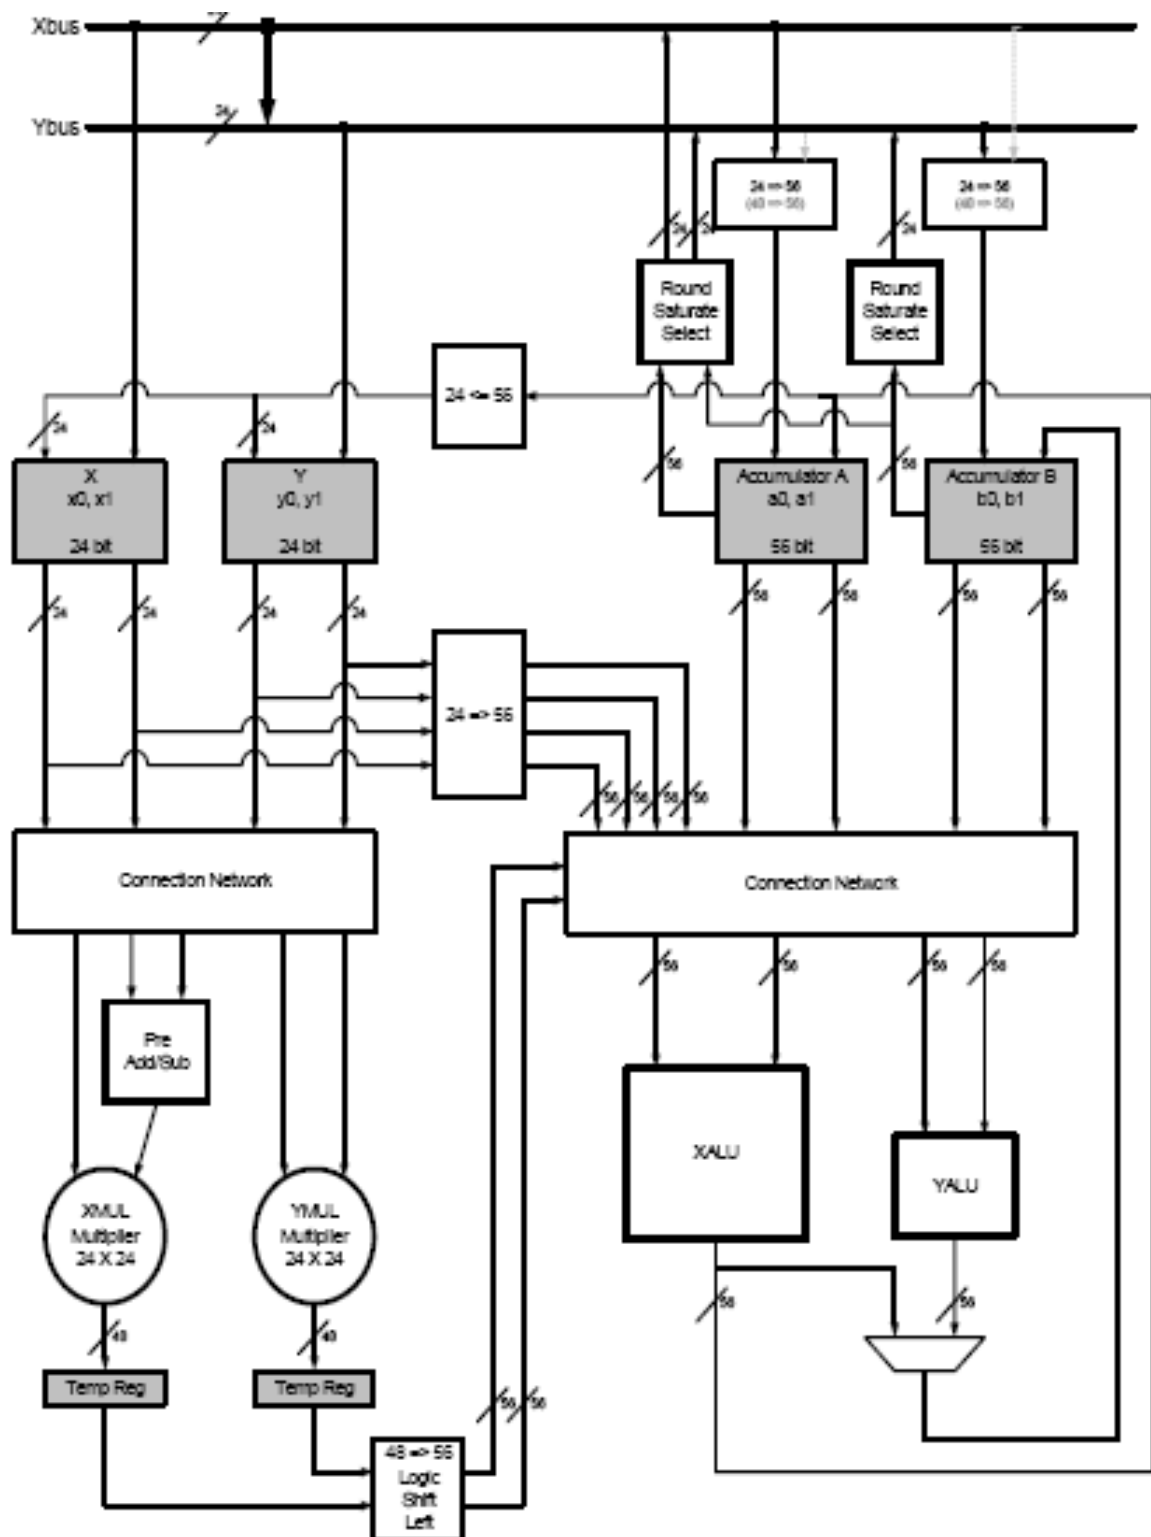 Xbus
24
Ybus
24 => 56
(48 => 56)
24 => 56
(48 => 56)
24
24
24
Round
Saturate
Select
Round
Saturate
Select
24 <= 56
24
24
56
56
X
x0, x1
24 bit
Y
y0, y1
24 bit
Accumulator A
a0, a1
56 bit
Accumulator B
b0, b1
56 bit
24
24
24
24
56
56
56
56
24 => 56
56
56
56
56
Connection Network
Connection Network
56
56
56
56
Pre
Add/Sub
XALU
YALU
XMUL
Multiplier
24 X 24
YMUL
Multiplier
24 X 24
56
56
48
48
Temp Reg
Temp Reg
56
56
48 => 56
Logic
Shift
Left